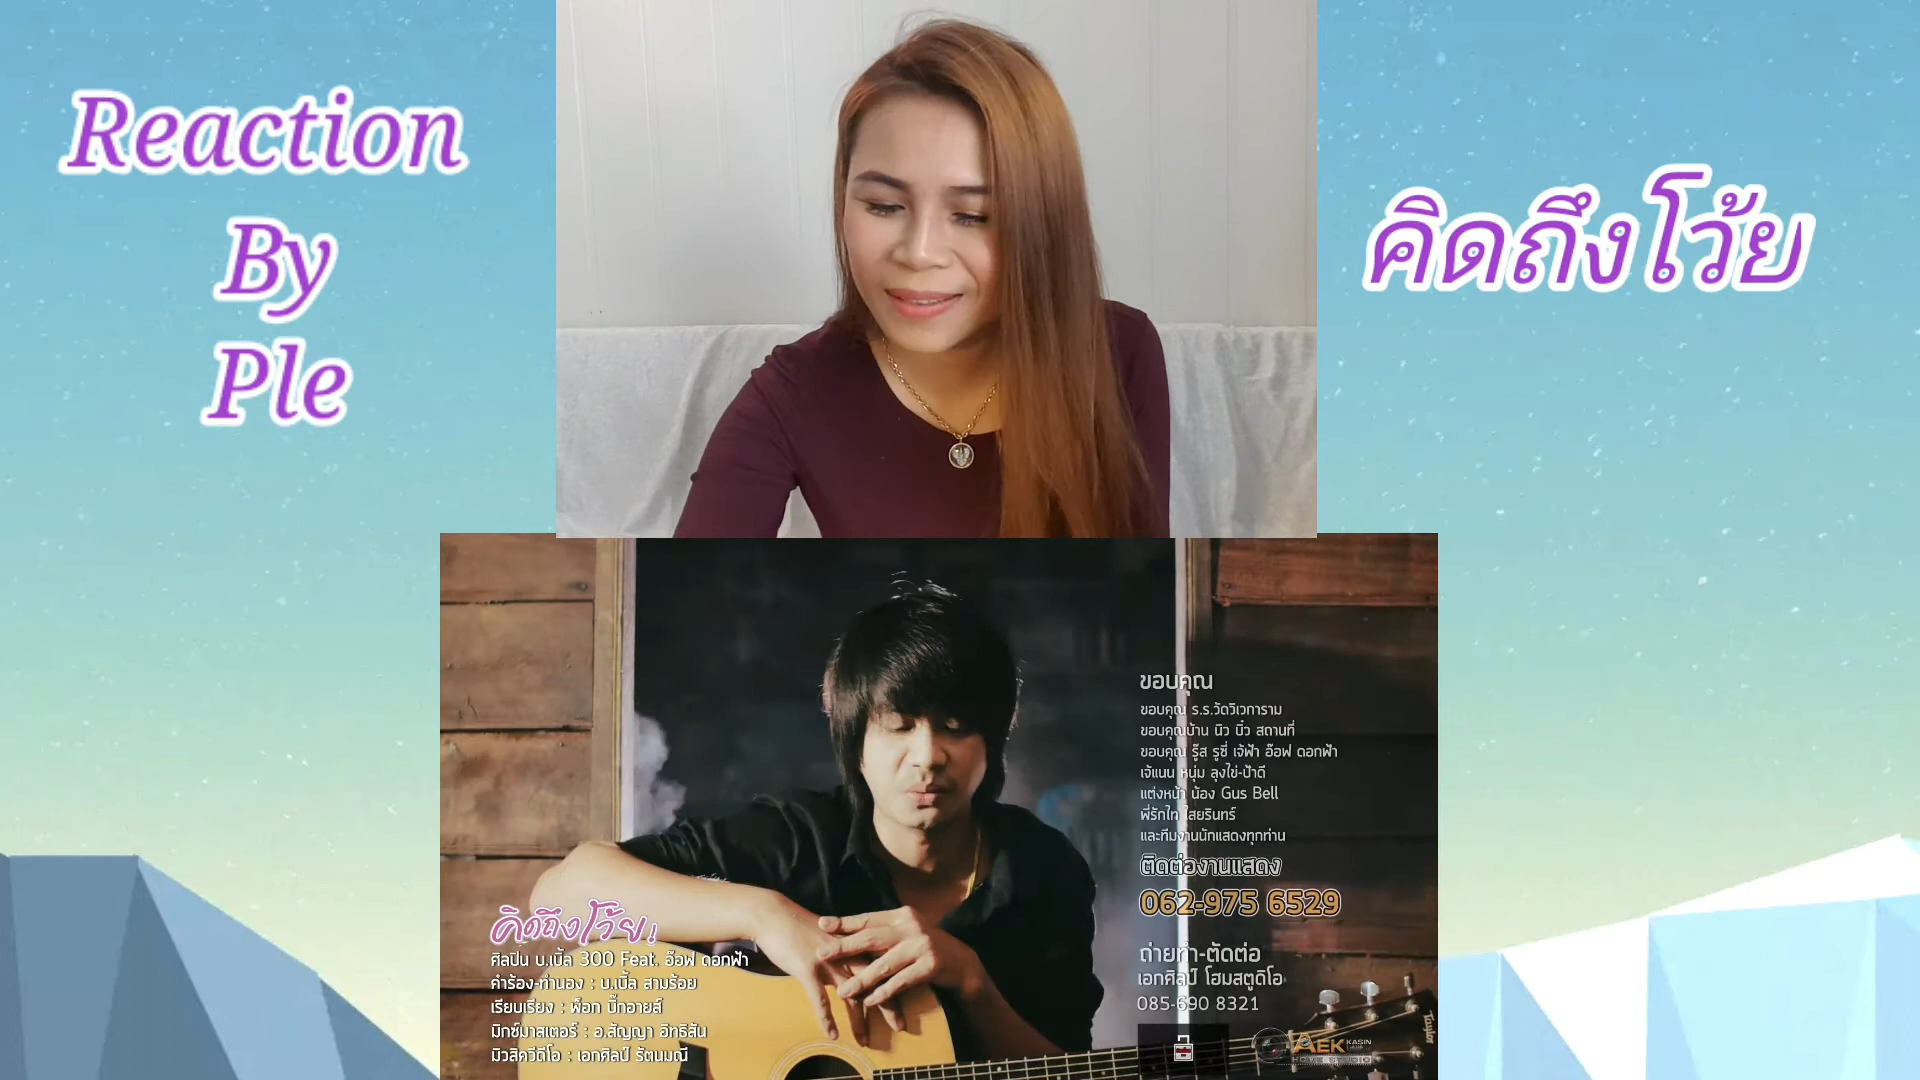 Reaction
By
Ple
คิดถึงโว้ย
ขอบคุณ
ขอบคุณ ร.ร.วัดวิเวการาม
ขอบคุณบ้าน นิว บิ๋ว สถานที่
ขอบคุณ รุ๊ส รูซี่ เจ้ฟ้า อ๊อฟ ดอกฟ้า
เจ้แนน หนุ่ม ลุงไข่-ป้าดี
แต่งหน้า น้อง Gus Bell
พี่รักไท ไสยรินทร์
และทีมงานนักแสดงทุกท่าน
ติดต่องานแสดง
062-975 6529
ถ่ายทำ-ตัดต่อ
เอกศิลป์ โฮมสตูดิโอ
085-690 8321
คิดถึงโว้ย!
ศิลปิน บ.เบิ้ล 300 Feat. อ๊อฟ ดอกฟ้า
คำร้อง-ทำนอง : บ.เบิ้ล สามร้อย
เรียบเรียง : พ็อก บิ๊กอายส์
มิกซ์มาสเตอร์ : อ.สัญญา อิทธิสัน
มิวสิควีดีโอ : เอกศิลป์ รัตนมณี
AEK KASIN
HOME STUDIO
Taylor